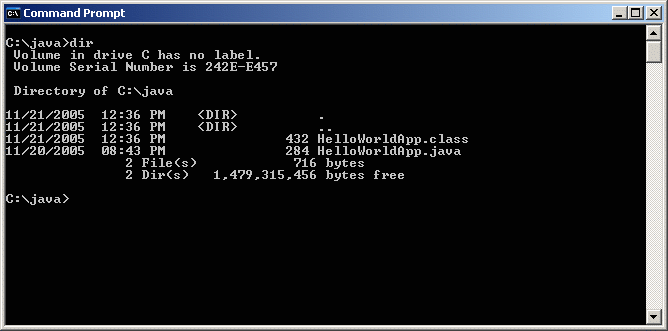 Command Prompt
C:\java>dir
 Volume in drive C has no label.
 Volume Serial Number is 242E-E457
 Directory of C:\java
11/21/2005  12:36 PM    <DIR>          .
11/21/2005  12:36 PM    <DIR>          ..
11/21/2005  12:36 PM               432 HelloWorldApp.class
11/20/2005  08:43 PM               284 HelloWorldApp.java
               2 File(s)            716 bytes
               2 Dir(s)   1,479,315,456 bytes free
C:\java>